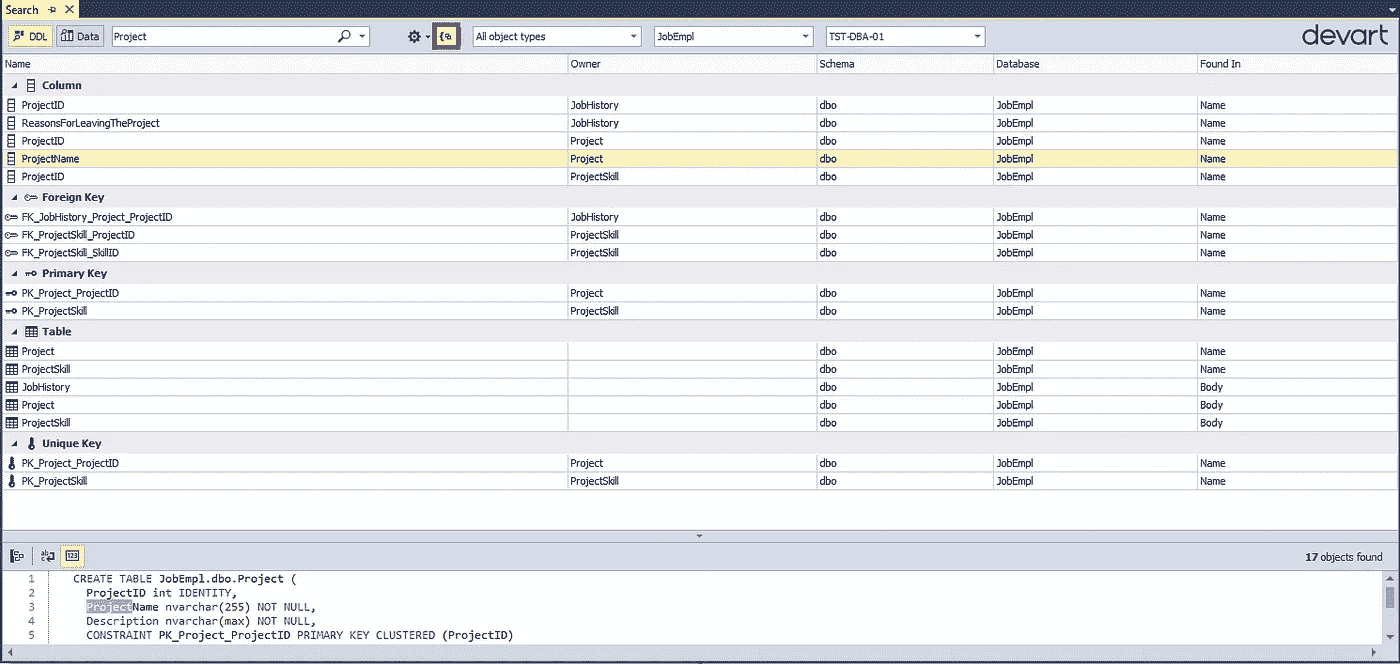 Search
DDL Data Project All object types JobEmpl TST-DBA-01 devart
Name Owner Schema Database Found In
Column
ProjectID JobHistory dbo JobEmpl Name
ReasonsForLeavingTheProject JobHistory dbo JobEmpl Name
ProjectID Project dbo JobEmpl Name
ProjectName Project dbo JobEmpl Name
ProjectID ProjectSkill dbo JobEmpl Name
Foreign Key
FK_JobHistory_Project_ProjectID JobHistory dbo JobEmpl Name
FK_ProjectSkill_ProjectID ProjectSkill dbo JobEmpl Name
FK_ProjectSkill_SkillID ProjectSkill dbo JobEmpl Name
Primary Key
PK_Project_ProjectID Project dbo JobEmpl Name
PK_ProjectSkill ProjectSkill dbo JobEmpl Name
Table
Project dbo JobEmpl Name
ProjectSkill dbo JobEmpl Name
JobHistory dbo JobEmpl Body
Project dbo JobEmpl Body
ProjectSkill dbo JobEmpl Body
Unique Key
PK_Project_ProjectID Project dbo JobEmpl Name
PK_ProjectSkill ProjectSkill dbo JobEmpl Name
123 17 objects found
1 CREATE TABLE JobEmpl.dbo.Project (
2 ProjectID int IDENTITY,
3 ProjectName nvarchar(255) NOT NULL,
4 Description nvarchar(max) NOT NULL,
5 CONSTRAINT PK_Project_ProjectID PRIMARY KEY CLUSTERED (ProjectID)